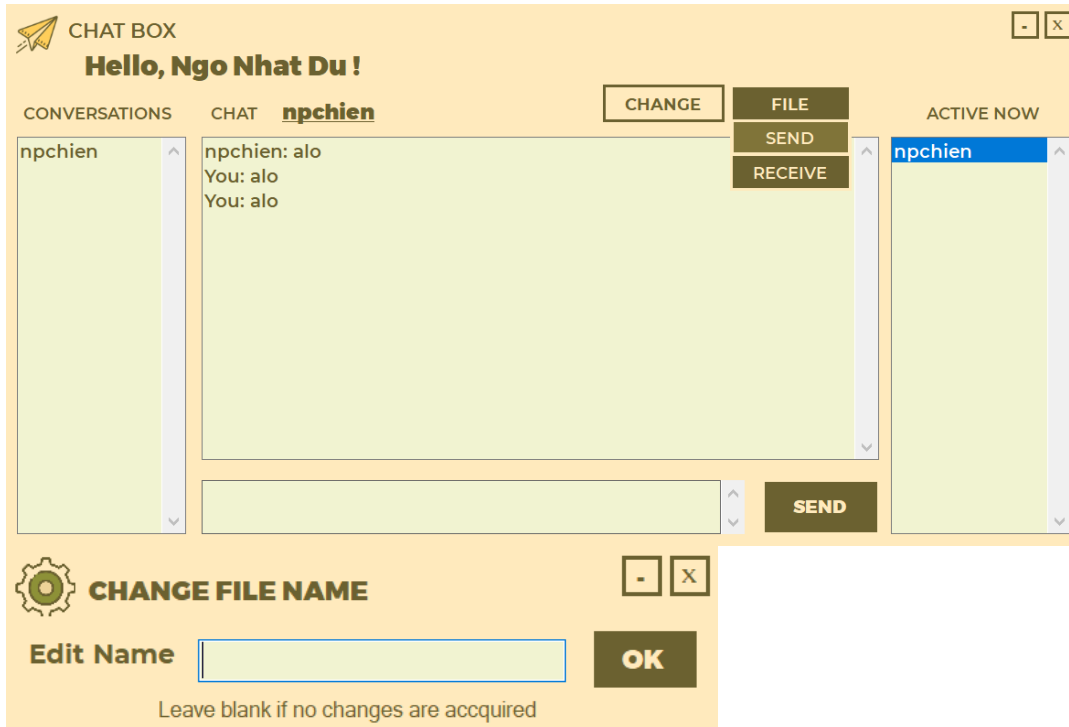 CHAT BOX
- X
Hello, Ngo Nhat Du !
CONVERSATIONS
CHAT npchien
CHANGE
FILE
SEND
RECEIVE
ACTIVE NOW
npchien
npchien: alo
You: alo
You: alo
npchien
SEND
CHANGE FILE NAME
- X
Edit Name
OK
Leave blank if no changes are accquired